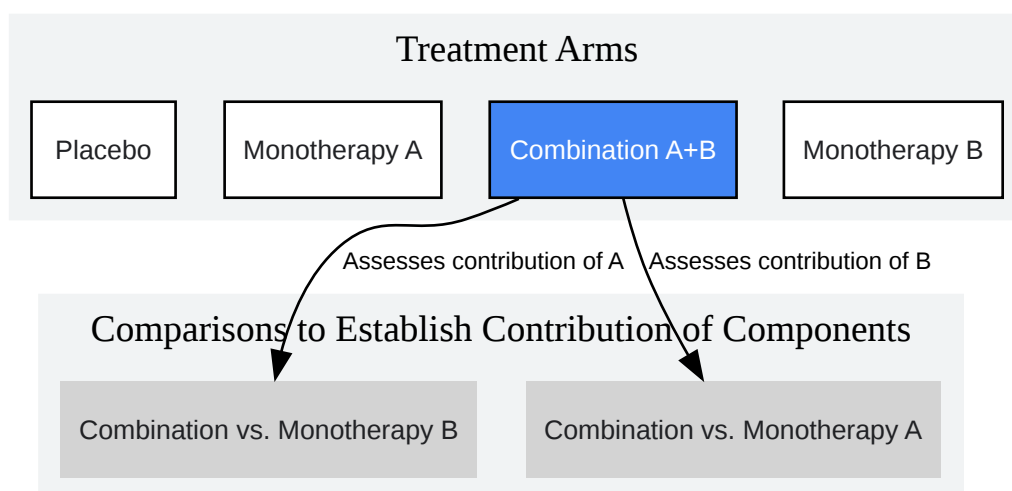 Treatment Arms
Placebo
Monotherapy A
Combination A+B
Monotherapy B
Assesses contribution of A
Assesses contribution of B
Comparisons to Establish Contribution of Components
Combination vs. Monotherapy B
Combination vs. Monotherapy A